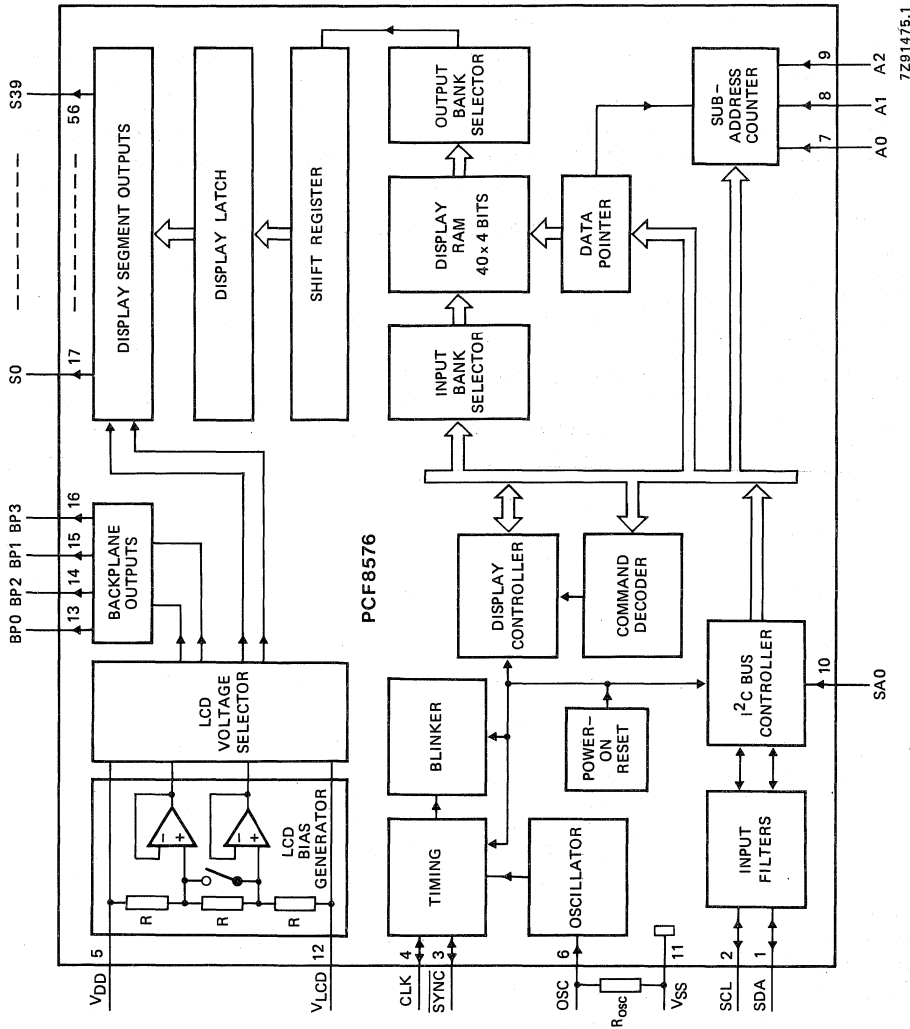 S0
S39
BP0
BP2
BP1
BP3
13
14
15
16
17
56
BACKPLANE
OUTPUTS
DISPLAY SEGMENT OUTPUTS
VDD
5
VLCD
12
R
R
R
-
+
-
+
LCD
BIAS
GENERATOR
LCD
VOLTAGE
SELECTOR
DISPLAY LATCH
SHIFT REGISTER
PCF8576
CLK
4
SYNC
3
TIMING
BLINKER
DISPLAY
CONTROLLER
INPUT
BANK
SELECTOR
DISPLAY
RAM
40 x 4 BITS
OUTPUT
BANK
SELECTOR
OSC
6
ROSC
VSS
11
OSCILLATOR
POWER-
ON
RESET
COMMAND
DECODER
DATA
POINTER
SCL
2
SDA
1
INPUT
FILTERS
I²C BUS
CONTROLLER
SUB-
ADDRESS
COUNTER
10
SA0
7
8
9
A0
A1
A2
7Z91475.1